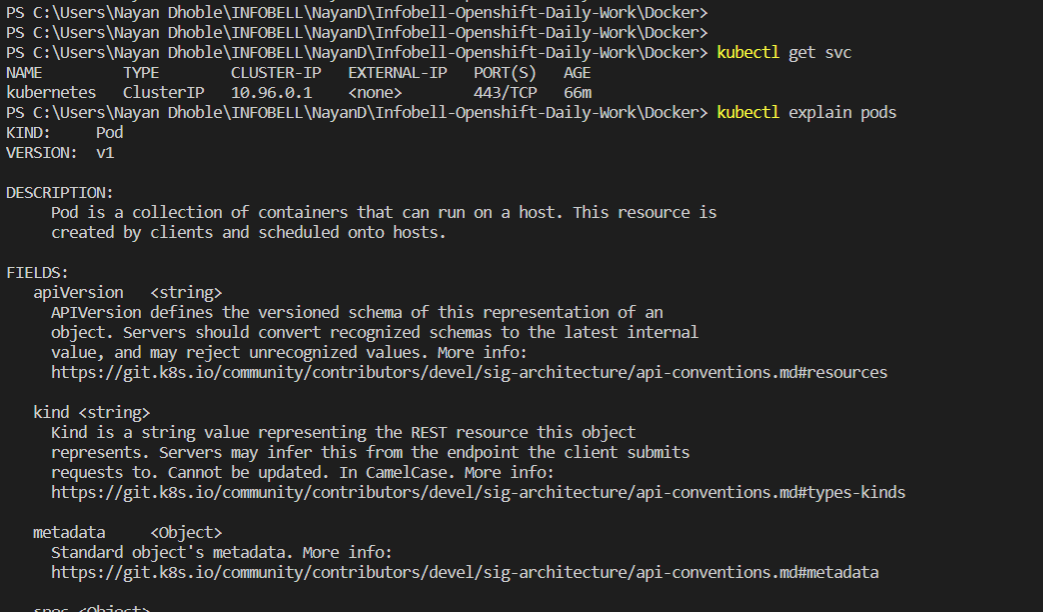 PS C:\Users\Nayan Dhoble\INFOBELL\NayanD\Infobell-Openshift-Daily-Work\Docker>
PS C:\Users\Nayan Dhoble\INFOBELL\NayanD\Infobell-Openshift-Daily-Work\Docker>
PS C:\Users\Nayan Dhoble\INFOBELL\NayanD\Infobell-Openshift-Daily-Work\Docker> kubectl get svc
NAME         TYPE        CLUSTER-IP   EXTERNAL-IP   PORT(S)   AGE
kubernetes   ClusterIP   10.96.0.1    <none>        443/TCP   66m
PS C:\Users\Nayan Dhoble\INFOBELL\NayanD\Infobell-Openshift-Daily-Work\Docker> kubectl explain pods
KIND:     Pod
VERSION:  v1
DESCRIPTION:
     Pod is a collection of containers that can run on a host. This resource is
     created by clients and scheduled onto hosts.
FIELDS:
   apiVersion   <string>
     APIVersion defines the versioned schema of this representation of an
     object. Servers should convert recognized schemas to the latest internal
     value, and may reject unrecognized values. More info:
     https://git.k8s.io/community/contributors/devel/sig-architecture/api-conventions.md#resources
   kind <string>
     Kind is a string value representing the REST resource this object
     represents. Servers may infer this from the endpoint the client submits
     requests to. Cannot be updated. In CamelCase. More info:
     https://git.k8s.io/community/contributors/devel/sig-architecture/api-conventions.md#types-kinds
   metadata     <Object>
     Standard object's metadata. More info:
     https://git.k8s.io/community/contributors/devel/sig-architecture/api-conventions.md#metadata
   spec <Object>